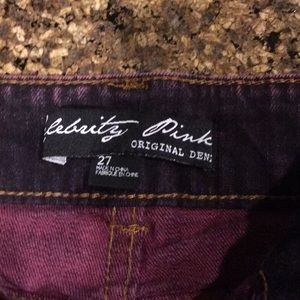 elebrity Pink
ORIGINAL DEN
27
MADE IN CHINA
FABRIQUE EN CHINE